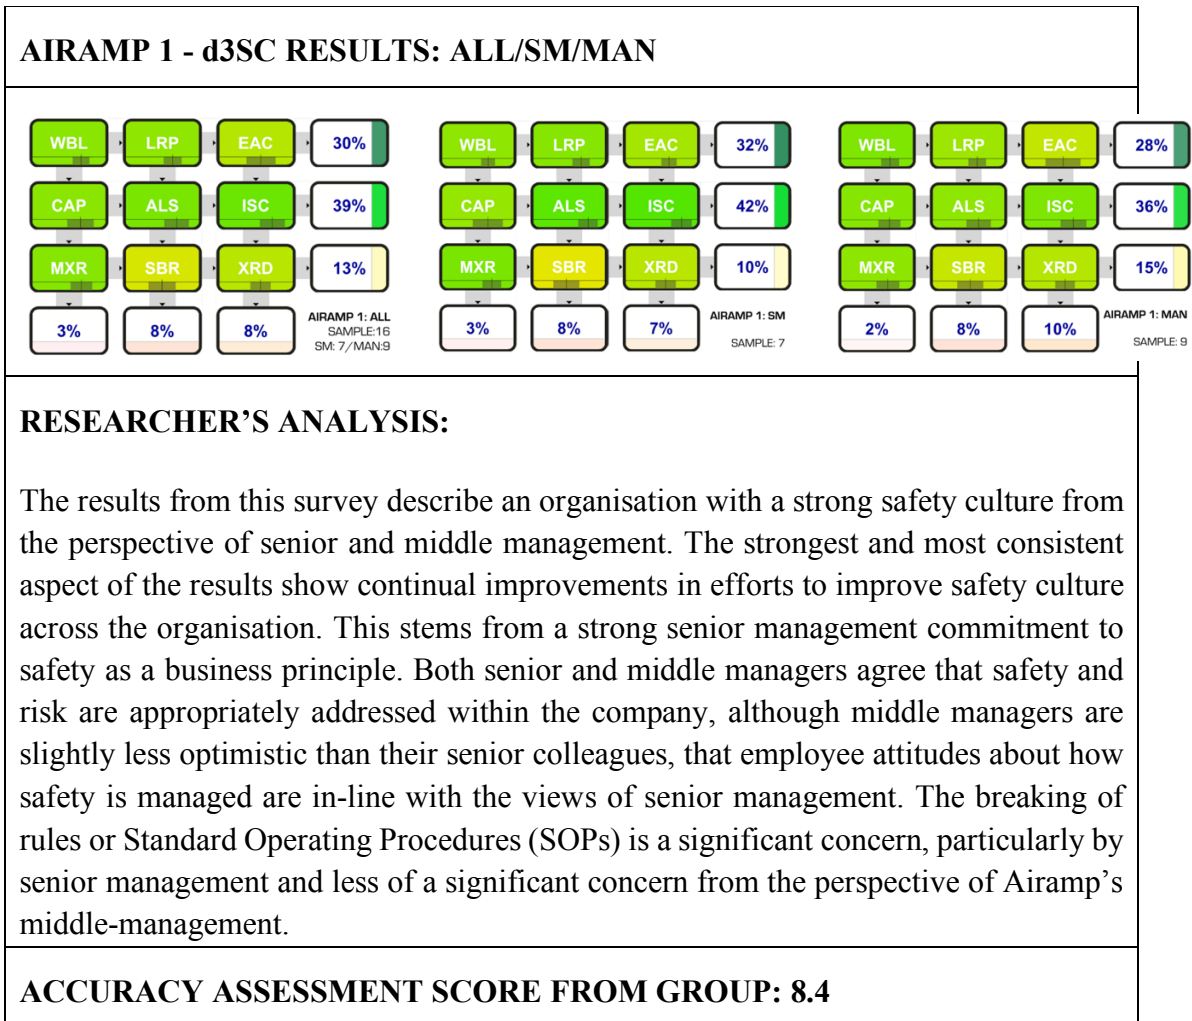 AIRAMP 1 - d3SC RESULTS: ALL/SM/MAN
WBL LRP EAC 30%
CAP ALS ISC 39%
MXR SBR XRD 13%
3% 8% 8%
AIRAMP 1: ALL
SAMPLE:16
SM: 7/MAN:9
WBL LRP EAC 32%
CAP ALS ISC 42%
MXR SBR XRD 10%
3% 8% 7%
AIRAMP 1: SM
SAMPLE: 7
WBL LRP EAC 28%
CAP ALS ISC 36%
MXR SBR XRD 15%
2% 8% 10%
AIRAMP 1: MAN
SAMPLE: 9
RESEARCHER’S ANALYSIS:
The results from this survey describe an organisation with a strong safety culture from
the perspective of senior and middle management. The strongest and most consistent
aspect of the results show continual improvements in efforts to improve safety culture
across the organisation. This stems from a strong senior management commitment to
safety as a business principle. Both senior and middle managers agree that safety and
risk are appropriately addressed within the company, although middle managers are
slightly less optimistic than their senior colleagues, that employee attitudes about how
safety is managed are in-line with the views of senior management. The breaking of
rules or Standard Operating Procedures (SOPs) is a significant concern, particularly by
senior management and less of a significant concern from the perspective of Airamp’s
middle-management.
ACCURACY ASSESSMENT SCORE FROM GROUP: 8.4